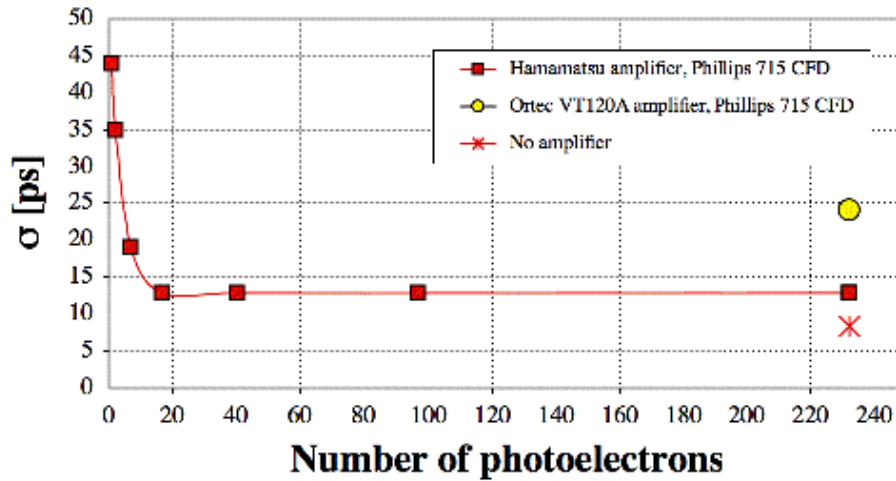 50
45
40
35
30
25
20
15
10
5
0
σ [ps]
Hamamatsu amplifier, Phillips 715 CFD
Ortec VT120A amplifier, Phillips 715 CFD
No amplifier
0 20 40 60 80 100 120 140 160 180 200 220 240
Number of photoelectrons